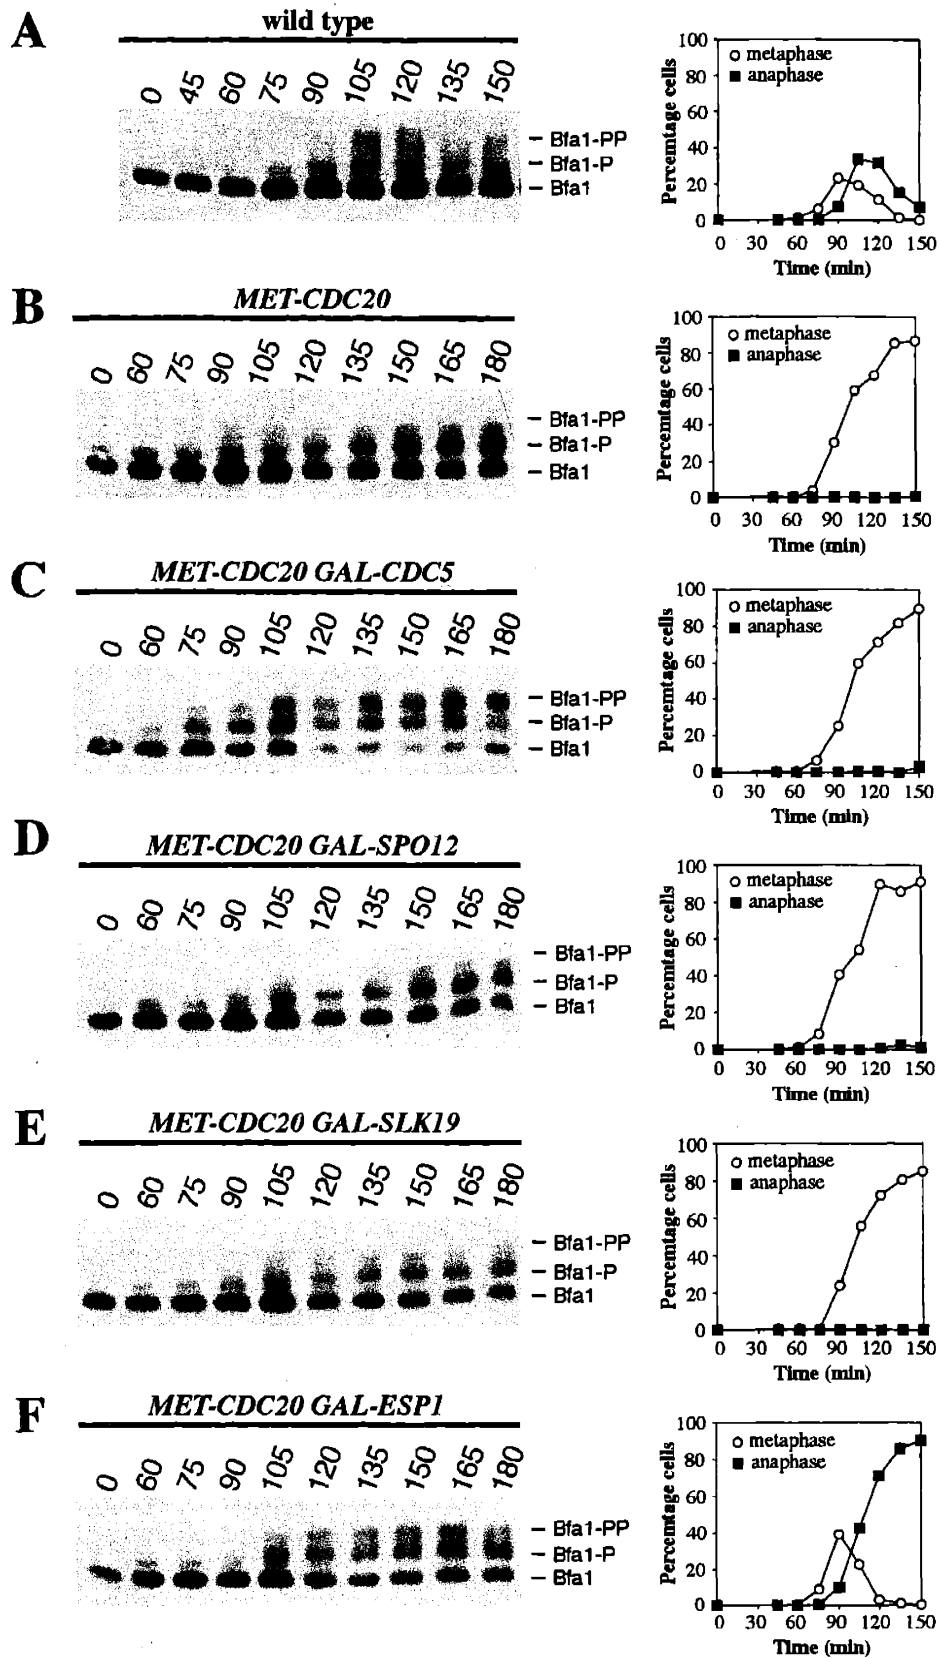 A
wild type
0 45 60 75 90 105 120 135 150
Bfa1-PP
Bfa1-P
Bfa1
Percemtage cells
100
80
60
40
20
0
metaphase
anaphase
0 30 60 90 120 150
Time (min)
B
MET-CDC20
0 60 75 90 105 120 135 150 165 180
Bfa1-PP
Bfa1-P
Bfa1
Percemtage cells
100
80
60
40
20
0
metaphase
anaphase
0 30 60 90 120 150
Time (min)
C
MET-CDC20 GAL-CDC5
0 60 75 90 105 120 135 150 165 180
Bfa1-PP
Bfa1-P
Bfa1
Percemtage cells
100
80
60
40
20
0
metaphase
anaphase
0 30 60 90 120 150
Time (min)
D
MET-CDC20 GAL-SPO12
0 60 75 90 105 120 135 150 165 180
Bfa1-PP
Bfa1-P
Bfa1
Percemtage cells
100
80
60
40
20
0
metaphase
anaphase
0 30 60 90 120 150
Time (min)
E
MET-CDC20 GAL-SLK19
0 60 75 90 105 120 135 150 165 180
Bfa1-PP
Bfa1-P
Bfa1
Percemtage cells
100
80
60
40
20
0
metaphase
anaphase
0 30 60 90 120 150
Time (min)
F
MET-CDC20 GAL-ESP1
0 60 75 90 105 120 135 150 165 180
Bfa1-PP
Bfa1-P
Bfa1
Percemtage cells
100
80
60
40
20
0
metaphase
anaphase
0 30 60 90 120 150
Time (min)